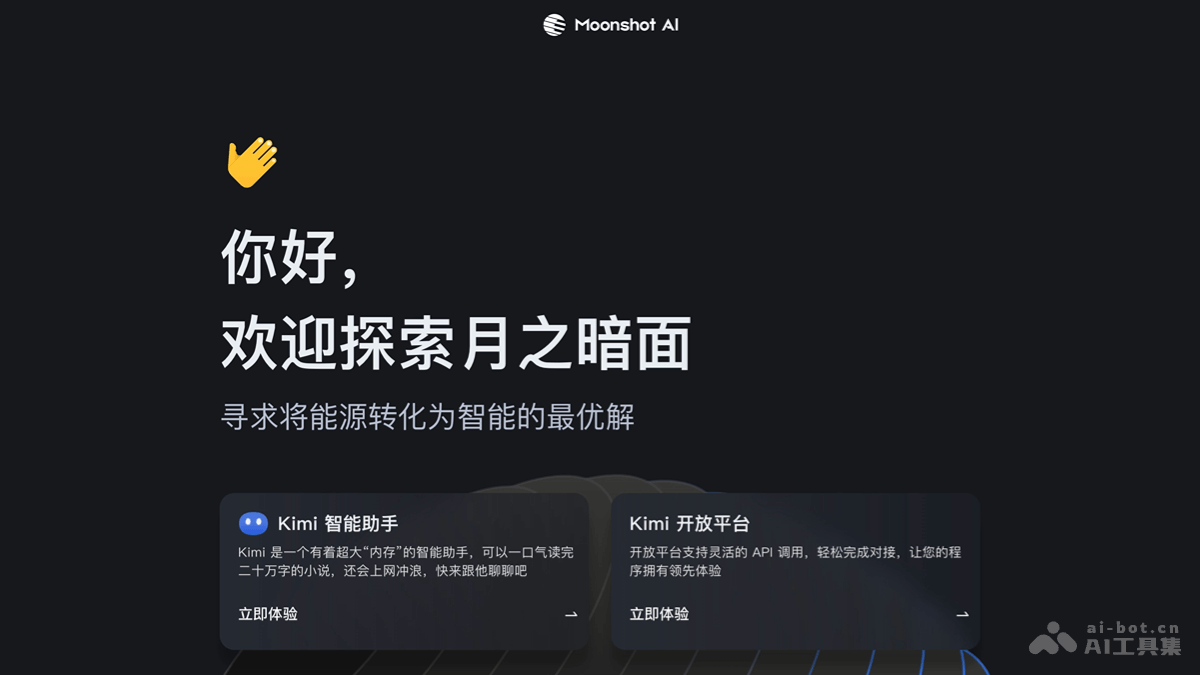 Moonshot AI
你好,
欢迎探索月之暗面
寻求将能源转化为智能的最优解
Kimi 智能助手
Kimi 是一个有着超大“内存”的智能助手，可以一口气读完
二十万字的小说，还会上网冲浪，快来跟他聊聊吧
立即体验
Kimi 开放平台
开放平台支持灵活的 API 调用，轻松完成对接，让您的程
序拥有领先体验
立即体验
ai-bot.cn
AI工具集